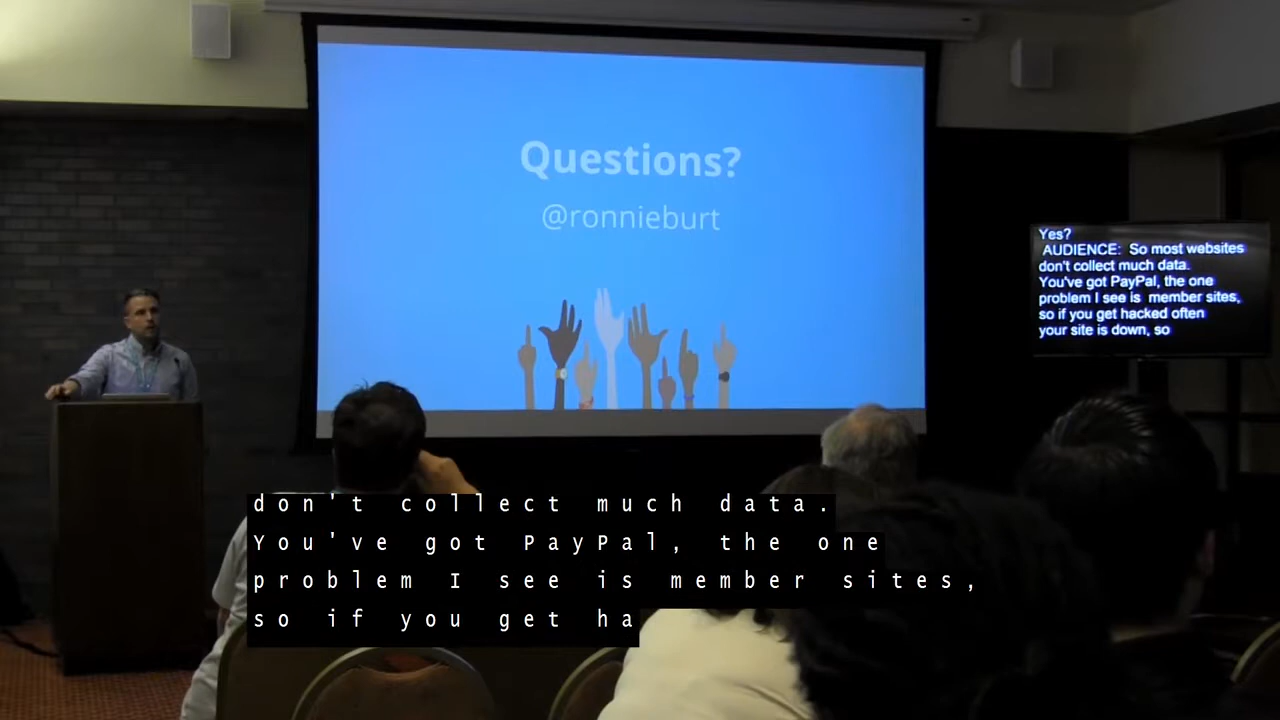 Questions?
@ronnieburt
Yes?
AUDIENCE: So most websites
don't collect much data.
You've got PayPal, the one
problem I see is member sites,
so if you get hacked often
your site is down, so
don't collect much data.
You've got PayPal, the one
problem I see is member sites,
so if you get ha